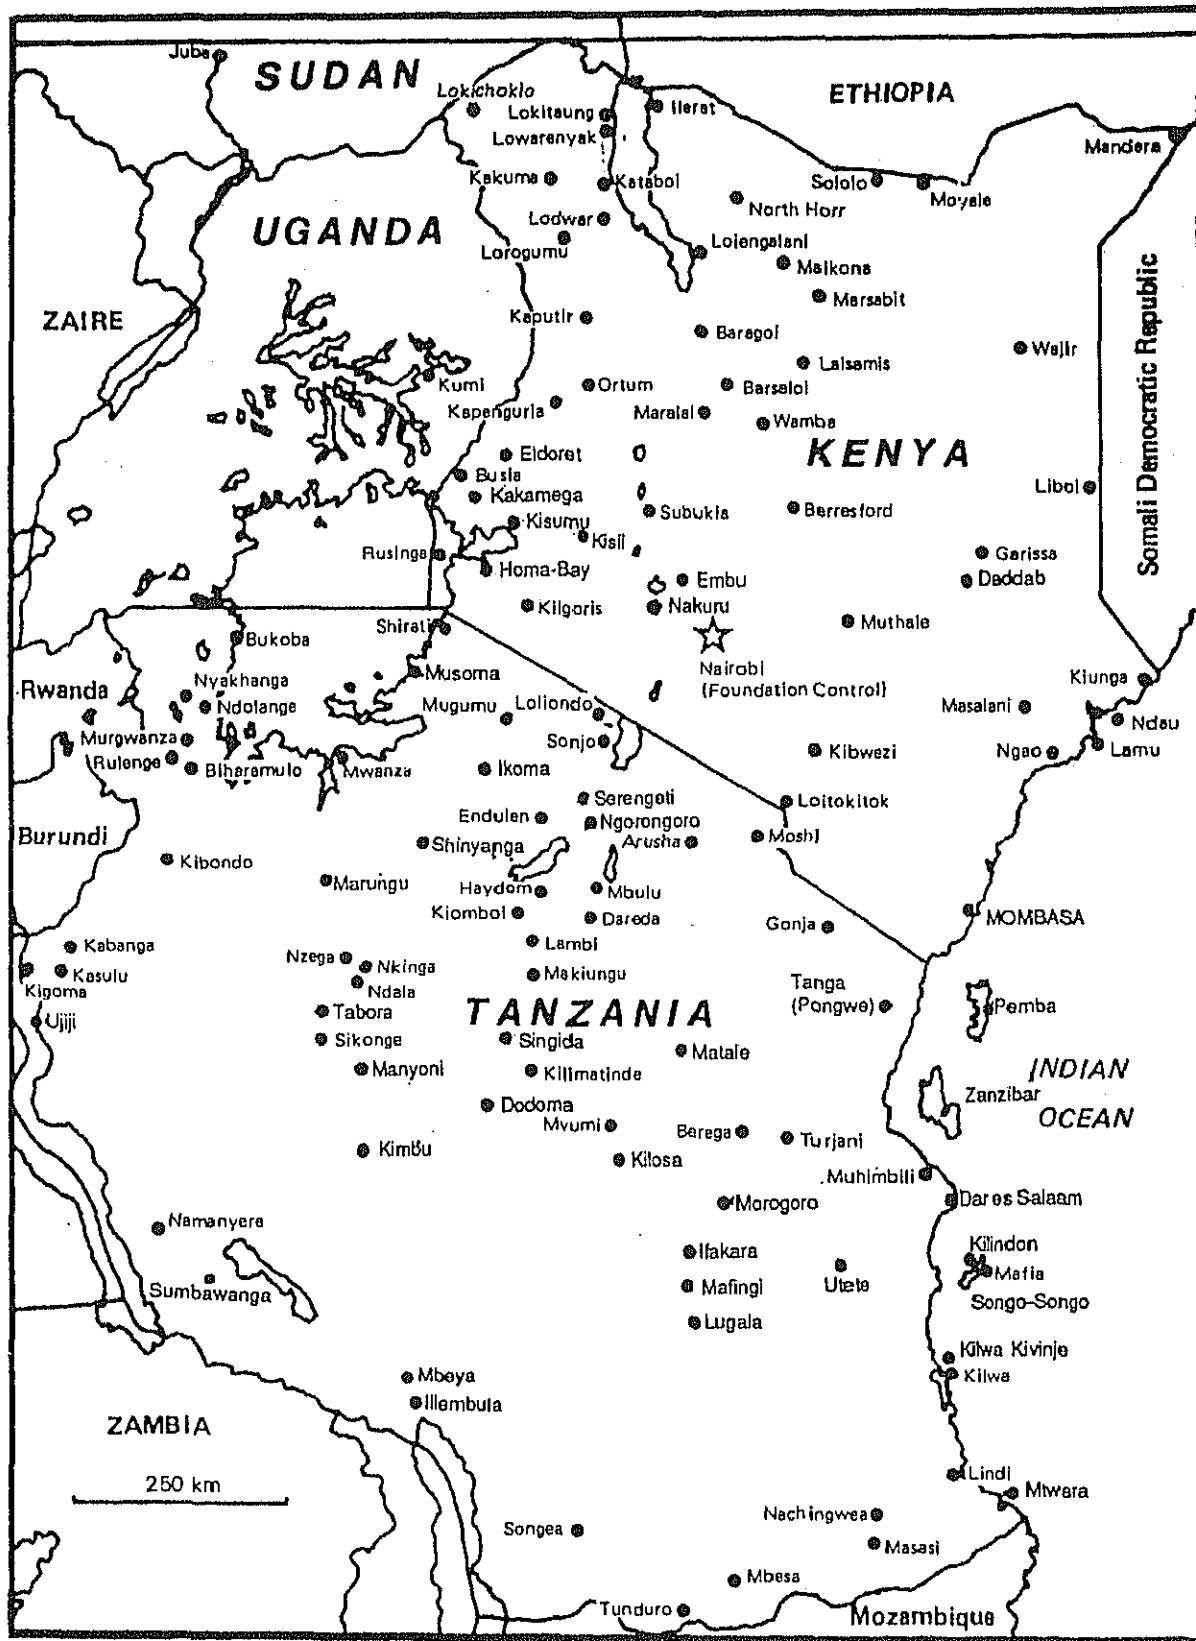 Juba
SUDAN
Lokichokio
ETHIOPIA
Lokitaung
Ilerat
Lowarenyak
Mandera
Kakuma
Katabol
Sololo
Moyale
North Horr
Lodwar
UGANDA
Lorogumu
Loiengalani
Maikona
Marsabit
Somali Democratic Republic
ZAIRE
Kaputir
Baragoi
Wajir
Laisamis
Kumi
Ortum
Barsaloi
Kapenguria
Maralal
Wamba
KENYA
Eldoret
Busia
Libol
Kakamega
Subukia
Berresford
Kisumu
Kisii
Rusinga
Garissa
Homa-Bay
Embu
Daddab
Kilgoris
Nakuru
Muthale
Shirati
Bukoba
Nairobi
(Foundation Control)
Musoma
Kiunga
Rwanda
Nyakhanga
Ndolange
Mugumu
Loliondo
Masalani
Ndau
Murgwanza
Sonjo
Kibwezi
Ngao
Lamu
Rulenge
Biharamulo
Mwanza
Ikoma
Serengeti
Loitokitok
Endulen
Ngorongoro
Burundi
Shinyanga
Arusha
Moshi
Kibondo
Marungu
Haydom
Mbulu
Kiomboi
Dareda
Gonja
MOMBASA
Kabanga
Lambi
Nzega
Nkinga
Kasulu
Makiungu
Kigoma
Ndala
Tanga
(Pongwe)
Pemba
Ujiji
Tabora
TANZANIA
Sikonge
Singida
Matale
Manyoni
Kilimatinde
INDIAN
OCEAN
Zanzibar
Dodoma
Mvumi
Berega
Turjani
Kimbu
Kilosa
Muhimbili
Morogoro
Dar es Salaam
Namanyere
Ifakara
Kilindon
Mafia
Sumbawanga
Mafingi
Utete
Songo-Songo
Lugala
Kilwa Kivinje
Kilwa
Mbeya
Illembula
ZAMBIA
250 km
Lindi
Mtwara
Nachingwea
Songea
Masasi
Mbesa
Tunduro
Mozambique